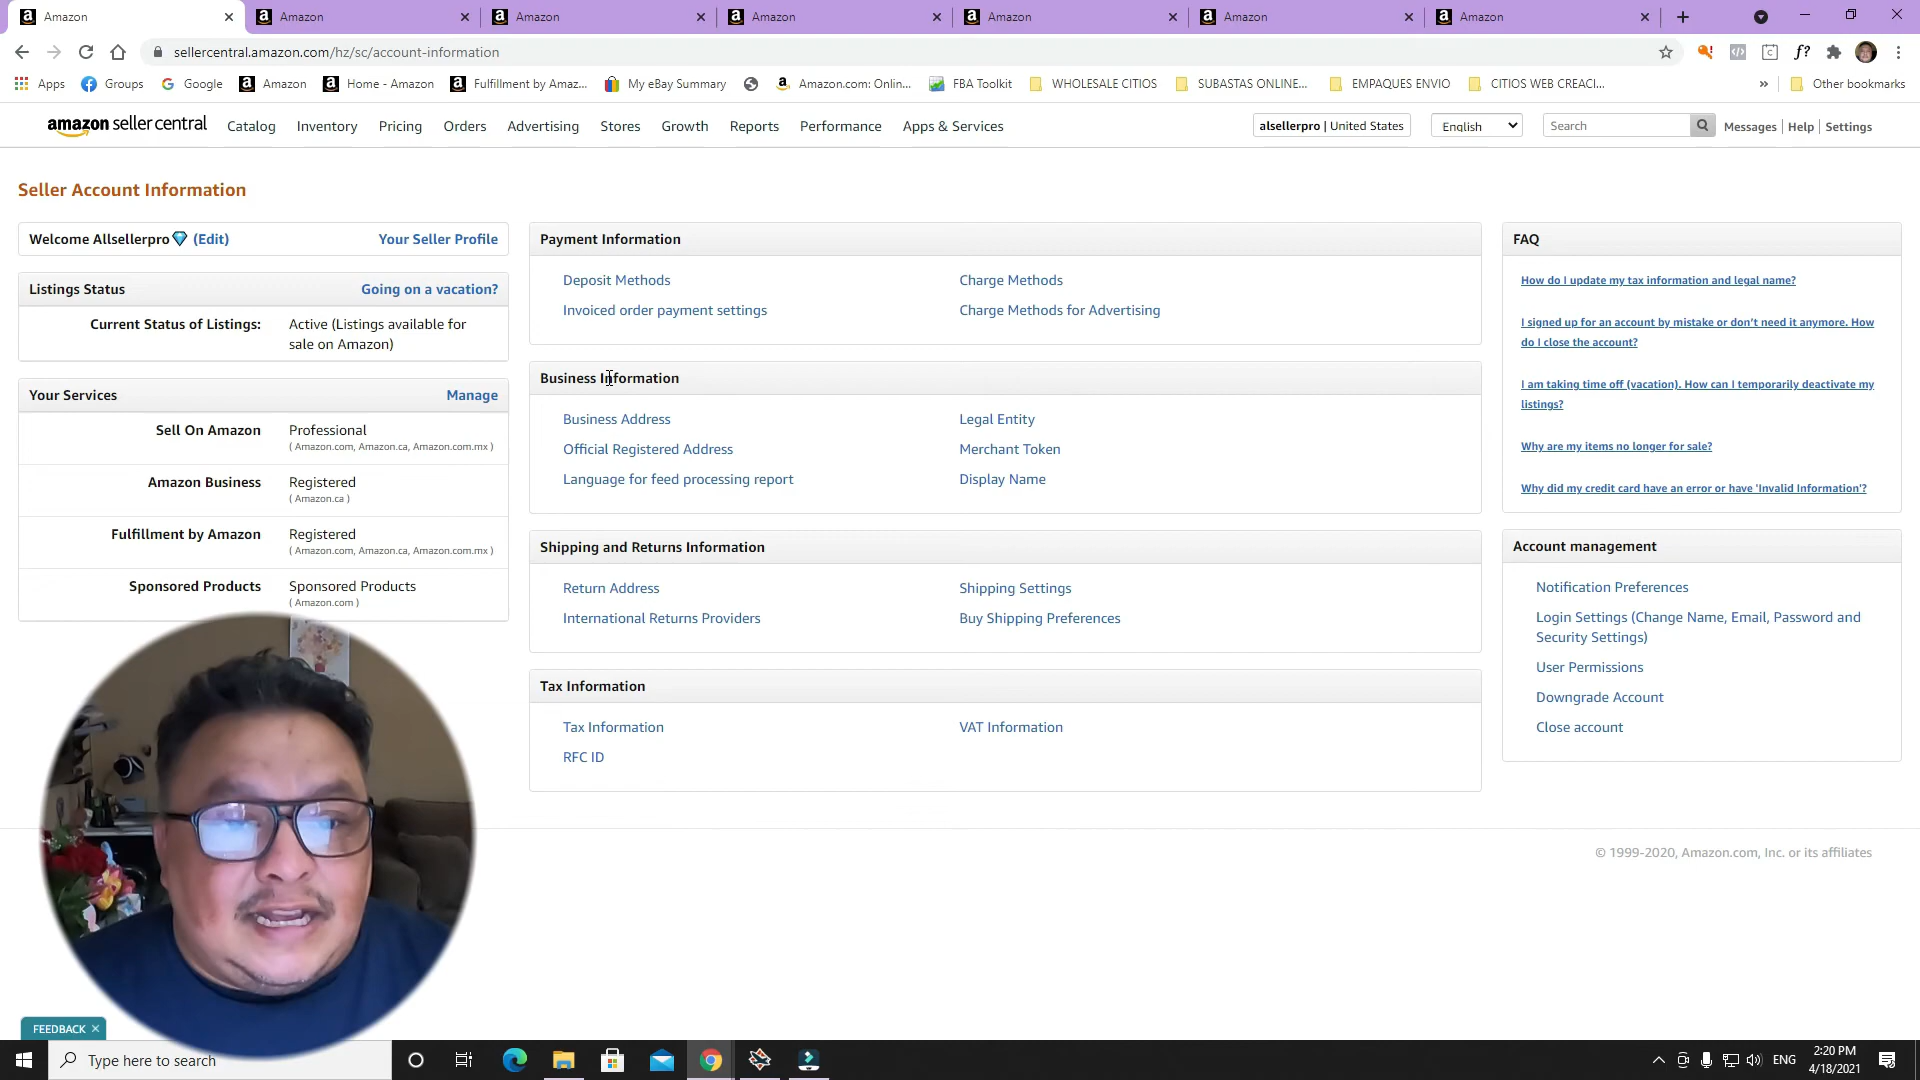 Amazon
Amazon
Amazon
Amazon
Amazon
Amazon
Amazon
sellercentral.amazon.com/hz/sc/account-information
Apps
Groups
Google
Amazon
Home - Amazon
Fulfillment by Amaz...
My eBay Summary
Amazon.com: Onlin...
FBA Toolkit
WHOLESALE CITIOS
SUBASTAS ONLINE...
EMPAQUES ENVIO
CITIOS WEB CREACI...
»
Other bookmarks
amazon seller central
Catalog
Inventory
Pricing
Orders
Advertising
Stores
Growth
Reports
Performance
Apps & Services
alsellerpro | United States
English
Search
Messages | Help | Settings
Seller Account Information
Welcome Allsellerpro (Edit)
Your Seller Profile
Listings Status
Going on a vacation?
Current Status of Listings:
Active (Listings available for
sale on Amazon)
Your Services
Manage
Sell On Amazon
Professional
( Amazon.com, Amazon.ca, Amazon.com.mx )
Amazon Business
Registered
( Amazon.ca )
Fulfillment by Amazon
Registered
( Amazon.com, Amazon.ca, Amazon.com.mx )
Sponsored Products
Sponsored Products
( Amazon.com )
Payment Information
Deposit Methods
Charge Methods
Invoiced order payment settings
Charge Methods for Advertising
Business Information
Business Address
Legal Entity
Official Registered Address
Merchant Token
Language for feed processing report
Display Name
Shipping and Returns Information
Return Address
Shipping Settings
International Returns Providers
Buy Shipping Preferences
Tax Information
Tax Information
VAT Information
RFC ID
FAQ
How do I update my tax information and legal name?
I signed up for an account by mistake or don't need it anymore. How
do I close the account?
I am taking time off (vacation). How can I temporarily deactivate my
listings?
Why are my items no longer for sale?
Why did my credit card have an error or have 'Invalid Information'?
Account management
Notification Preferences
Login Settings (Change Name, Email, Password and
Security Settings)
User Permissions
Downgrade Account
Close account
© 1999-2020, Amazon.com, Inc. or its affiliates
FEEDBACK
Type here to search
ENG
2:20 PM
4/18/2021